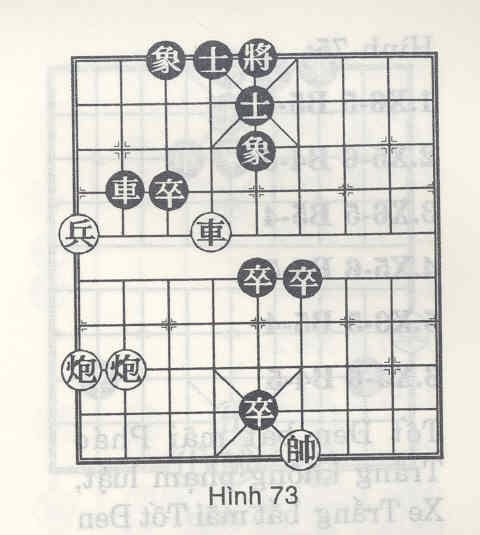 象 士 將
士
象
車 卒
兵 車
卒 卒
炮 炮
卒
帥
Hình 73